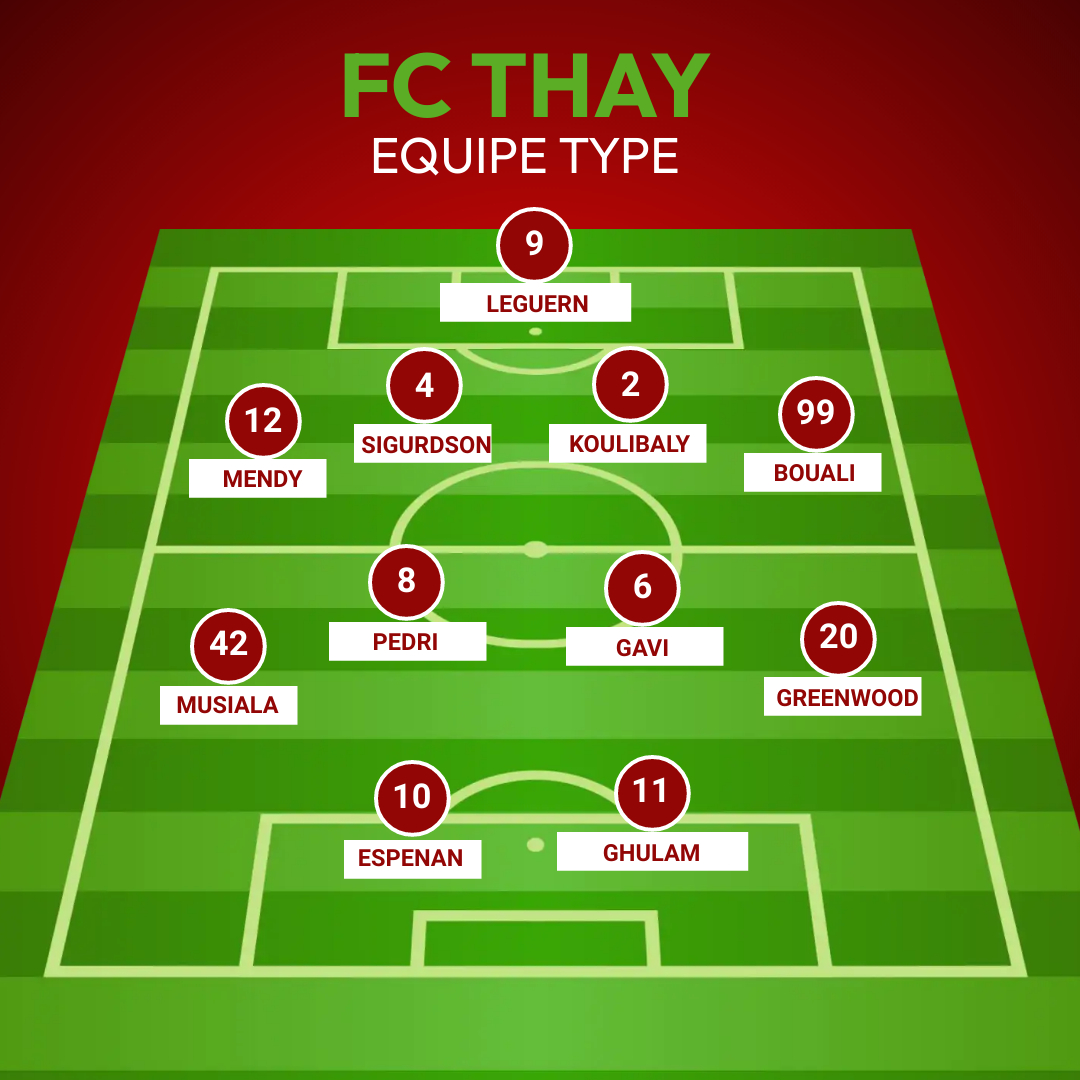 FC THAY
EQUIPE TYPE
9
LEGUERN
4
SIGURDSON
2
KOULIBALY
12
MENDY
99
BOUALI
8
PEDRI
6
GAVI
42
MUSIALA
20
GREENWOOD
10
ESPENAN
11
GHULAM